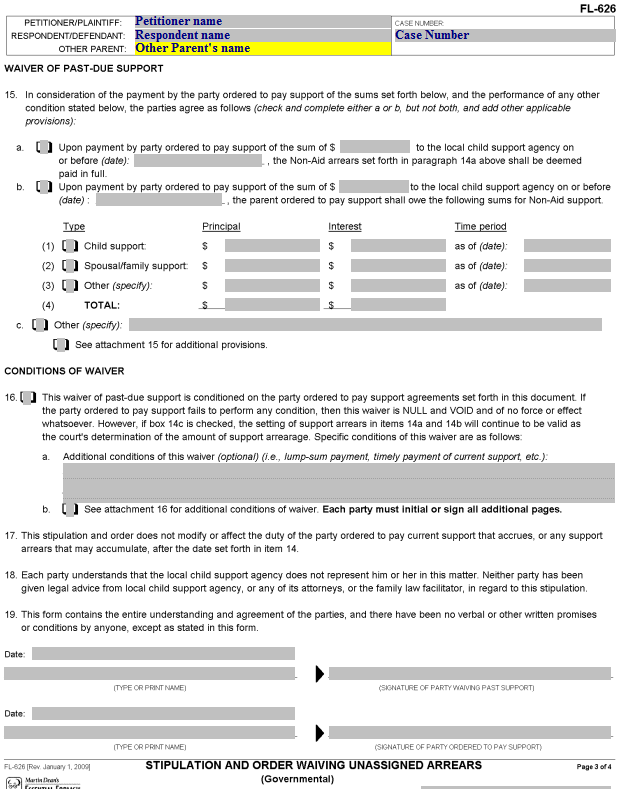 FL-626
PETITIONER/PLAINTIFF: Petitioner name
CASE NUMBER:
RESPONDENT/DEFENDANT: Respondent name
Case Number
OTHER PARENT: Other Parent's name
WAIVER OF PAST-DUE SUPPORT
15. In consideration of the payment by the party ordered to pay support of the sums set forth below, and the performance of any other
condition stated below, the parties agree as follows (check and complete either a or b, but not both, and add other applicable
provisions):
a. Upon payment by party ordered to pay support of the sum of $ to the local child support agency on
or before (date): , the Non-Aid arrears set forth in paragraph 14a above shall be deemed
paid in full.
b. Upon payment by party ordered to pay support of the sum of $ to the local child support agency on or before
(date) : , the parent ordered to pay support shall owe the following sums for Non-Aid support.
Type Principal Interest Time period
(1) Child support: $ $ as of (date):
(2) Spousal/family support: $ $ as of (date):
(3) Other (specify): $ $ as of (date):
(4) TOTAL: $ $
c. Other (specify):
See attachment 15 for additional provisions.
CONDITIONS OF WAIVER
16. This waiver of past-due support is conditioned on the party ordered to pay support agreements set forth in this document. If
the party ordered to pay support fails to perform any condition, then this waiver is NULL and VOID and of no force or effect
whatsoever. However, if box 14c is checked, the setting of support arrears in items 14a and 14b will continue to be valid as
the court's determination of the amount of support arrearage. Specific conditions of this waiver are as follows:
a. Additional conditions of this waiver (optional) (i.e., lump-sum payment, timely payment of current support, etc.):
b. See attachment 16 for additional conditions of waiver. Each party must initial or sign all additional pages.
17. This stipulation and order does not modify or affect the duty of the party ordered to pay current support that accrues, or any support
arrears that may accumulate, after the date set forth in item 14.
18. Each party understands that the local child support agency does not represent him or her in this matter. Neither party has been
given legal advice from local child support agency, or any of its attorneys, or the family law facilitator, in regard to this stipulation.
19. This form contains the entire understanding and agreement of the parties, and there have been no verbal or other written promises
or conditions by anyone, except as stated in this form.
Date:
(TYPE OR PRINT NAME) (SIGNATURE OF PARTY WAIVING PAST SUPPORT)
Date:
(TYPE OR PRINT NAME) (SIGNATURE OF PARTY ORDERED TO PAY SUPPORT)
FL-626 [Rev. January 1, 2009] STIPULATION AND ORDER WAIVING UNASSIGNED ARREARS Page 3 of 4
(Governmental)
Martin Dean's